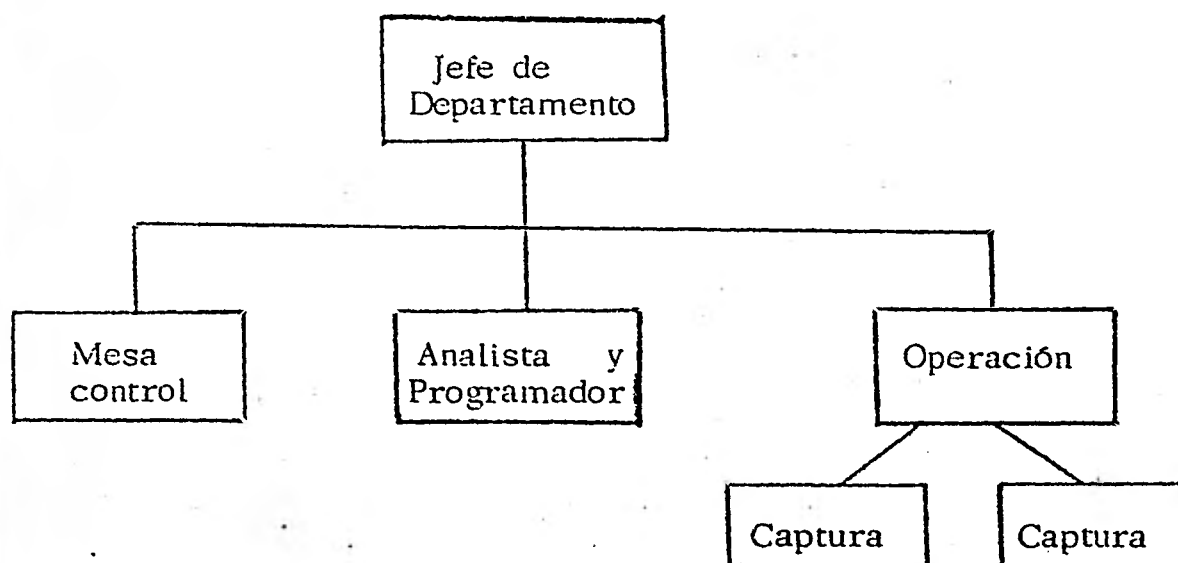 Jefe de
Departamento
Mesa
control
Analista y
Programador
Operación
Captura
Captura